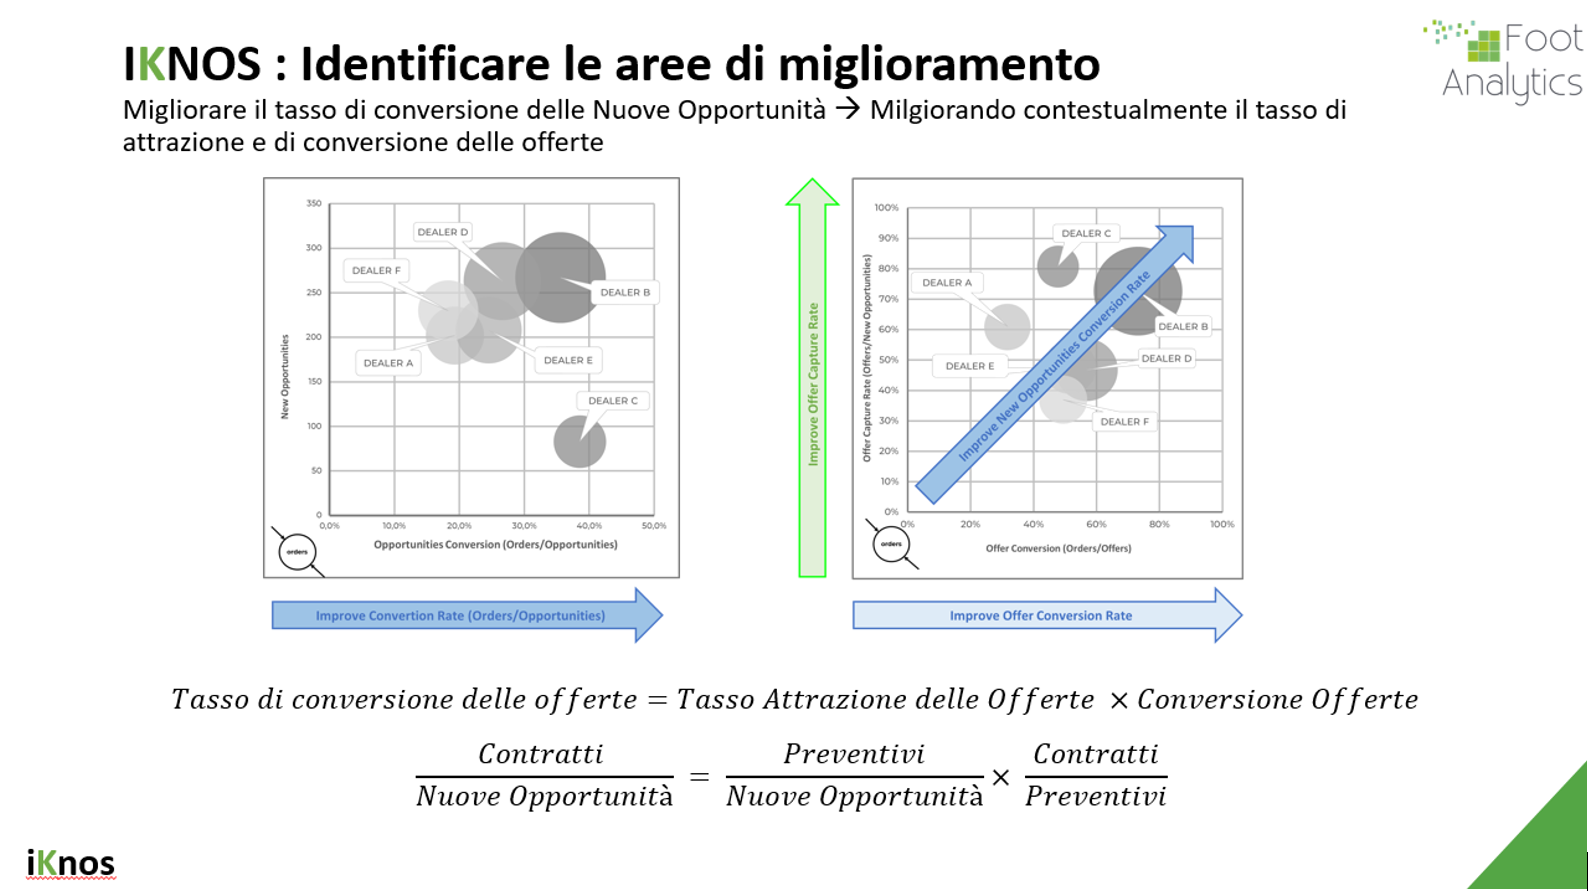 IKNOS : Identificare le aree di miglioramento
Foot
Analytics
Migliorare il tasso di conversione delle Nuove Opportunità → Milgiorando contestualmente il tasso di
attrazione e di conversione delle offerte
New Opportunities
350
300
250
200
150
100
50
0
0,0%
10,0%
20,0%
30,0%
40,0%
50,0%
DEALER D
DEALER F
DEALER B
DEALER A
DEALER E
DEALER C
Opportunities Conversion (Orders/Opportunities)
orders
Improve Convertion Rate (Orders/Opportunities)
Improve Offer Capture Rate
Offer Capture Rate (Offers/New Opportunities)
100%
90%
80%
70%
60%
50%
40%
30%
20%
10%
0%
0%
20%
40%
60%
80%
100%
DEALER C
DEALER A
DEALER B
DEALER D
DEALER E
DEALER F
Improve New Opportunities Conversion Rate
Offer Conversion (Orders/Offers)
orders
Improve Offer Conversion Rate
Tasso di conversione delle offerte = Tasso Attrazione delle Offerte × Conversione Offerte
Contratti
Nuove Opportunità
=
Preventivi
Nuove Opportunità
×
Contratti
Preventivi
iKnos